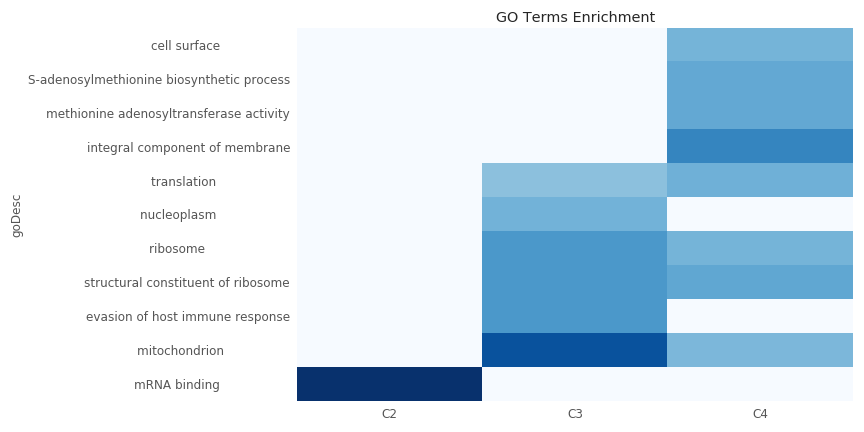 GO Terms Enrichment
cell surface
S-adenosylmethionine biosynthetic process
methionine adenosyltransferase activity
integral component of membrane
translation
nucleoplasm
ribosome
structural constituent of ribosome
evasion of host immune response
mitochondrion
mRNA binding
goDesc
C2 C3 C4